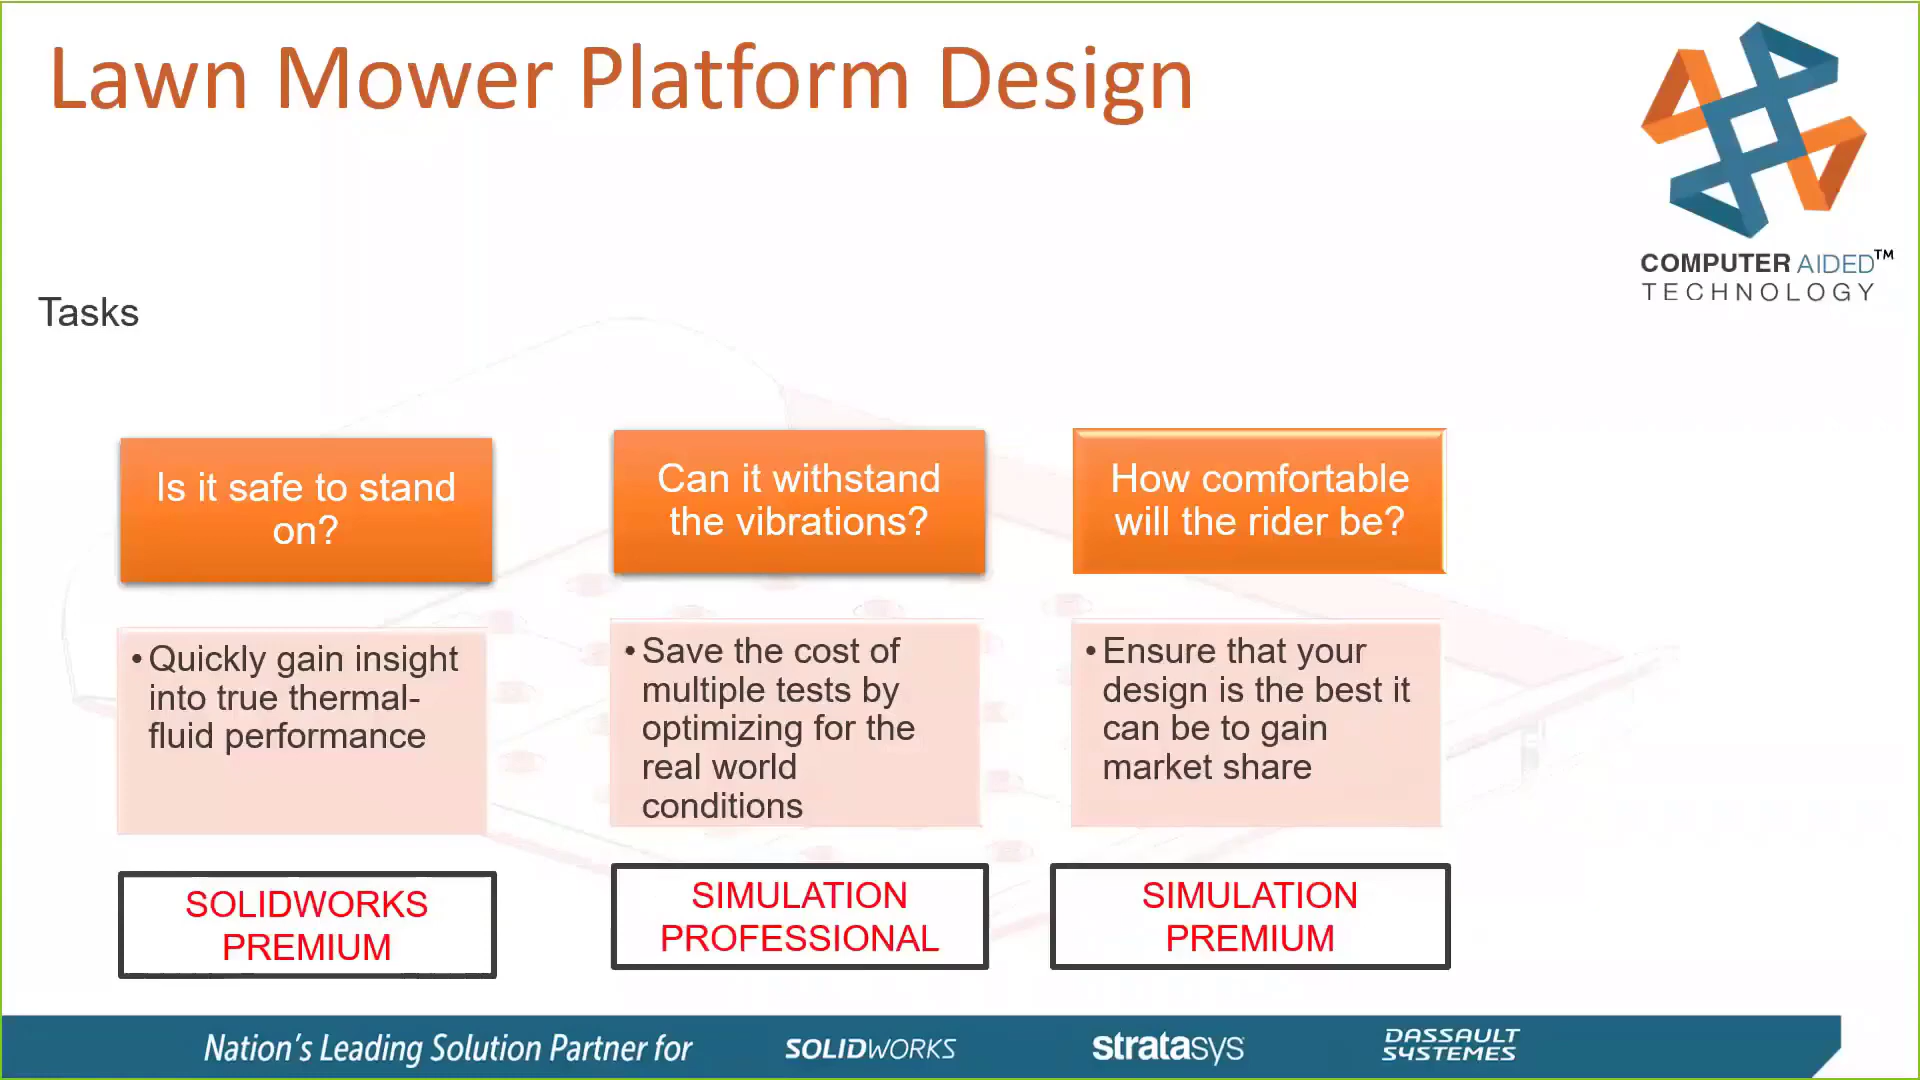 Lawn Mower Platform Design
COMPUTER AIDED™
TECHNOLOGY
Tasks
Is it safe to stand
on?
Can it withstand
the vibrations?
How comfortable
will the rider be?
•Quickly gain insight
into true thermal-
fluid performance
•Save the cost of
multiple tests by
optimizing for the
real world
conditions
•Ensure that your
design is the best it
can be to gain
market share
SOLIDWORKS
PREMIUM
SIMULATION
PROFESSIONAL
SIMULATION
PREMIUM
Nation's Leading Solution Partner for
SOLIDWORKS
stratasys
DASSAULT
SYSTEMES